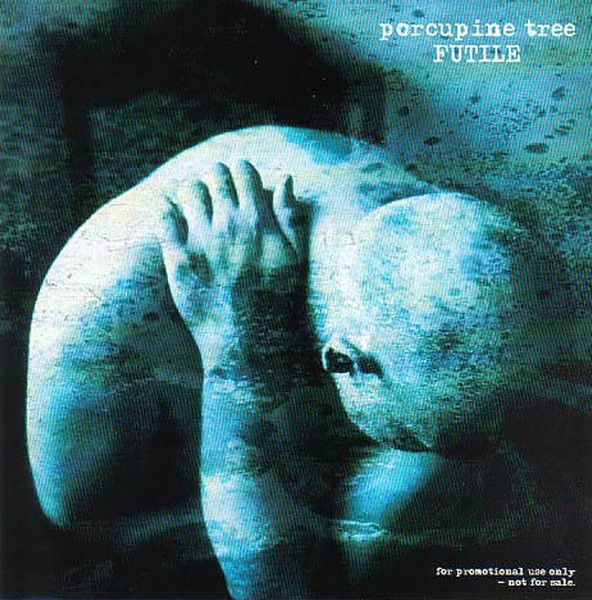 porcupine tree
FUTILE
for promotional use only
– not for sale.